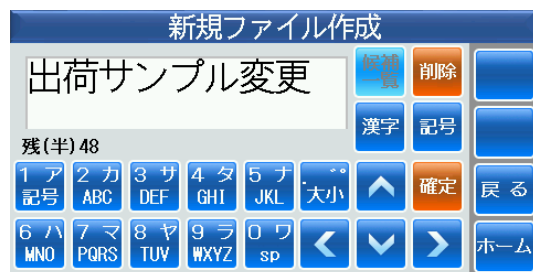 新規ファイル作成
出荷サンプル変更
候補
一覧
削除
漢字
記号
残(半)48
1 ア
記号
2 カ
ABC
3 サ
DEF
4 タ
GHI
5 ナ
JKL
大小
確定
戻る
6 ハ
MNO
7 マ
PQRS
8 ヤ
TUV
9 ラ
WXYZ
0 ワ
sp
ホーム